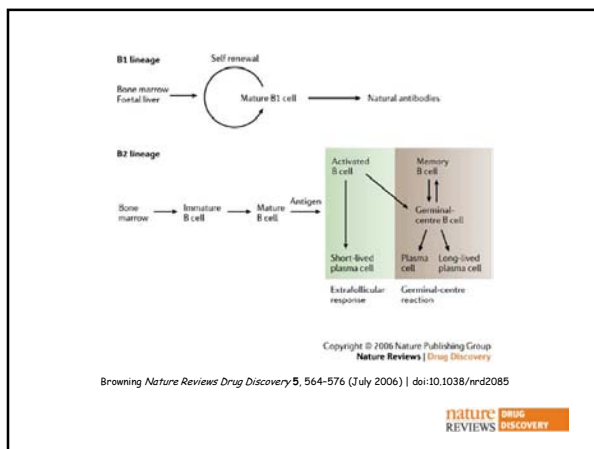 B1 lineage
Self renewal
Bone marrow
Foetal liver
Mature B1 cell
Natural antibodies
B2 lineage
Activated
B cell
Memory
B cell
Bone
marrow
Immature
B cell
Mature
B cell
Antigen
Germinal-
centre B cell
Short-lived
plasma cell
Plasma
cell
Long-lived
plasma cell
Extrafollicular
response
Germinal-centre
reaction
Copyright © 2006 Nature Publishing Group
Nature Reviews | Drug Discovery
Browning Nature Reviews Drug Discovery 5, 564–576 (July 2006) | doi:10.1038/nrd2085
nature
REVIEWS
DRUG
DISCOVERY